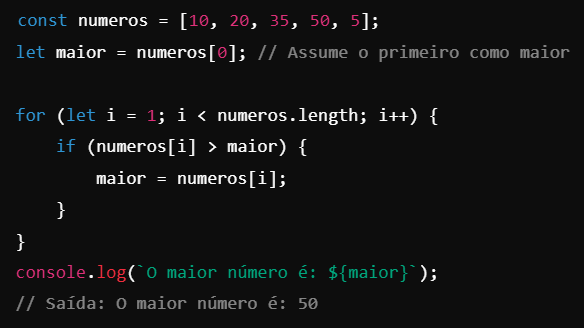 const numeros = [10, 20, 35, 50, 5];
let maior = numeros[0]; // Assume o primeiro como maior

for (let i = 1; i < numeros.length; i++) {
    if (numeros[i] > maior) {
        maior = numeros[i];
    }
}
console.log(`O maior número é: ${maior}`);
// Saída: O maior número é: 50